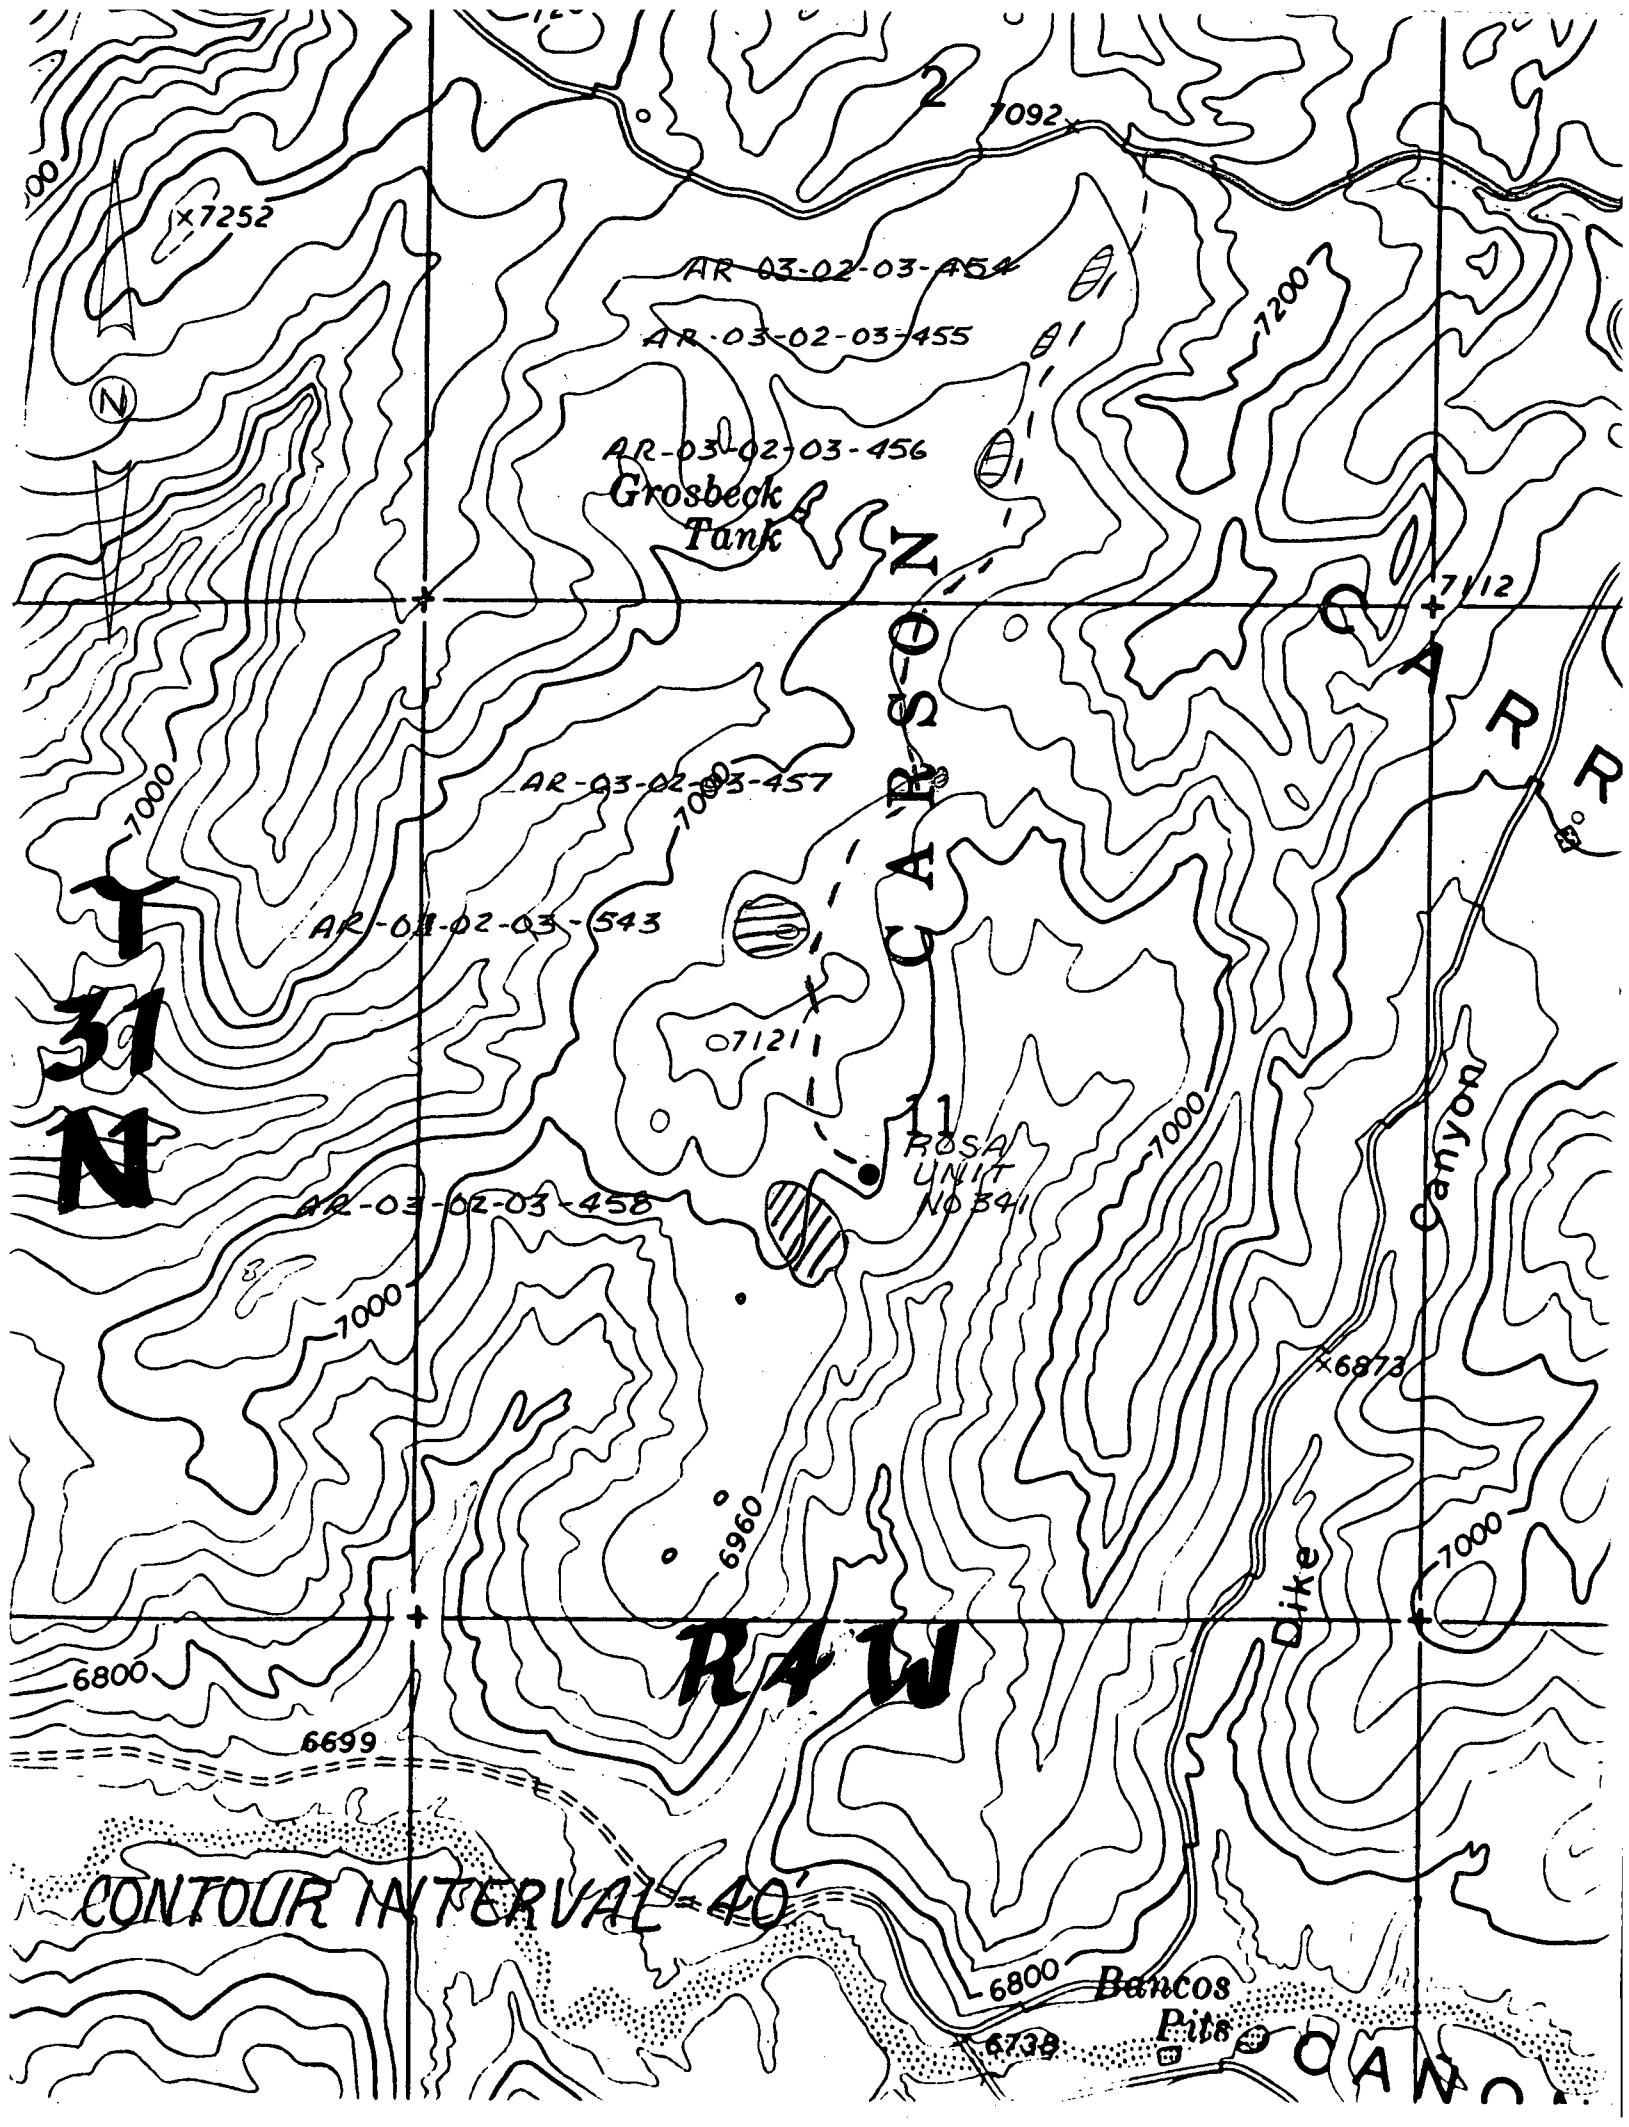 2
7092
00
7252
AR 03-02-03-454
7200
AR-03-02-03-455
N
AR-03-02-03-456
Grosbeck
Tank
7112
CARSON
CARR
AR-03-02-03-457
7000
7000
T
31
N
AR-03-02-03-543
7121
11
ROSA
UNIT
NO 341
7000
Canyon
AR-03-02-03-458
7000
6873
6960
7000
Dike
R4W
6800
6699
CONTOUR INTERVAL-40'
6800
Bancos
Pits
6738
CANO